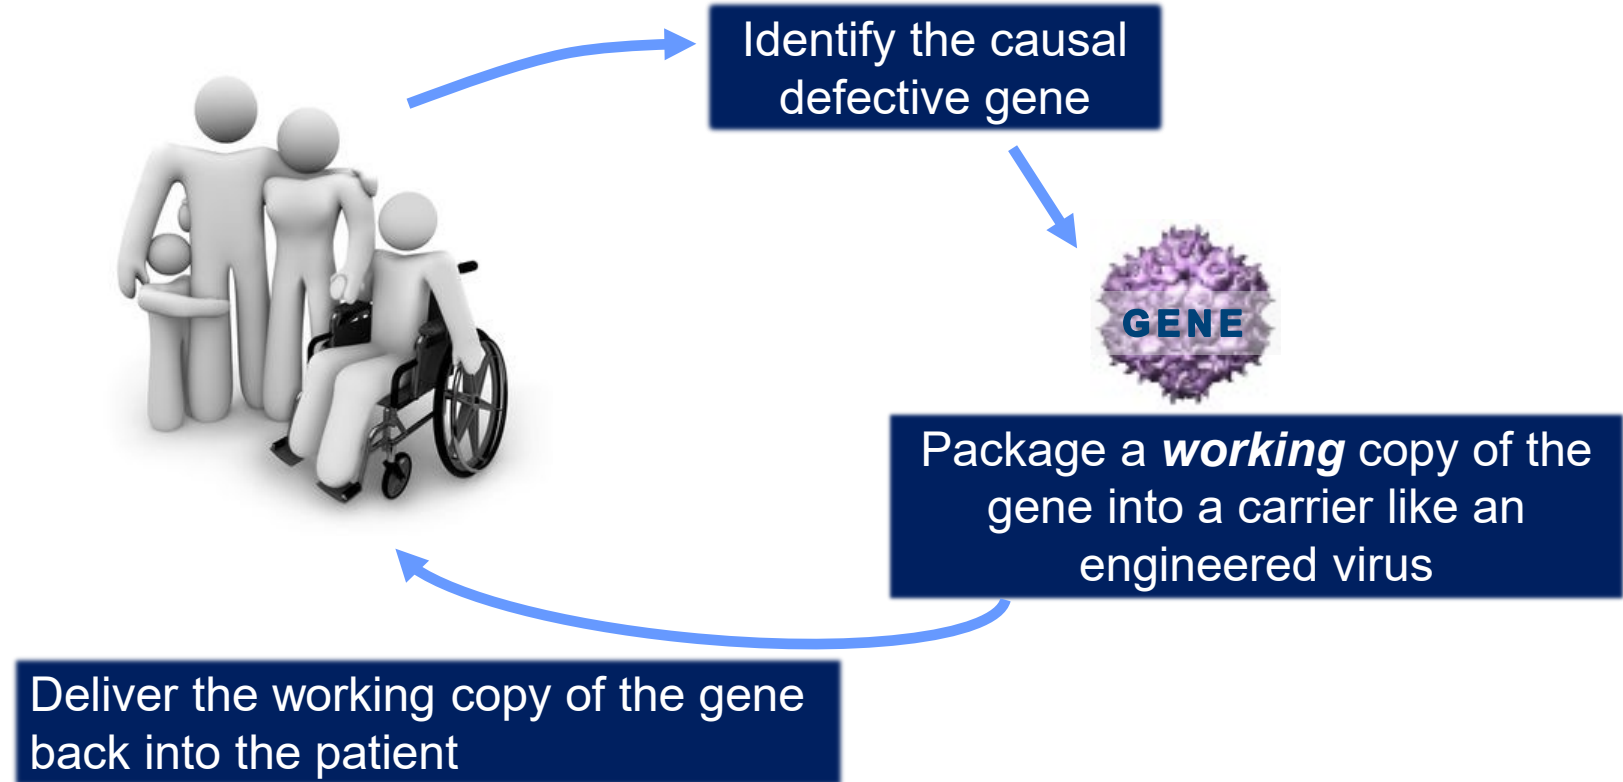 Identify the causal
defective gene
GENE
Package a working copy of the
gene into a carrier like an
engineered virus
Deliver the working copy of the gene
back into the patient